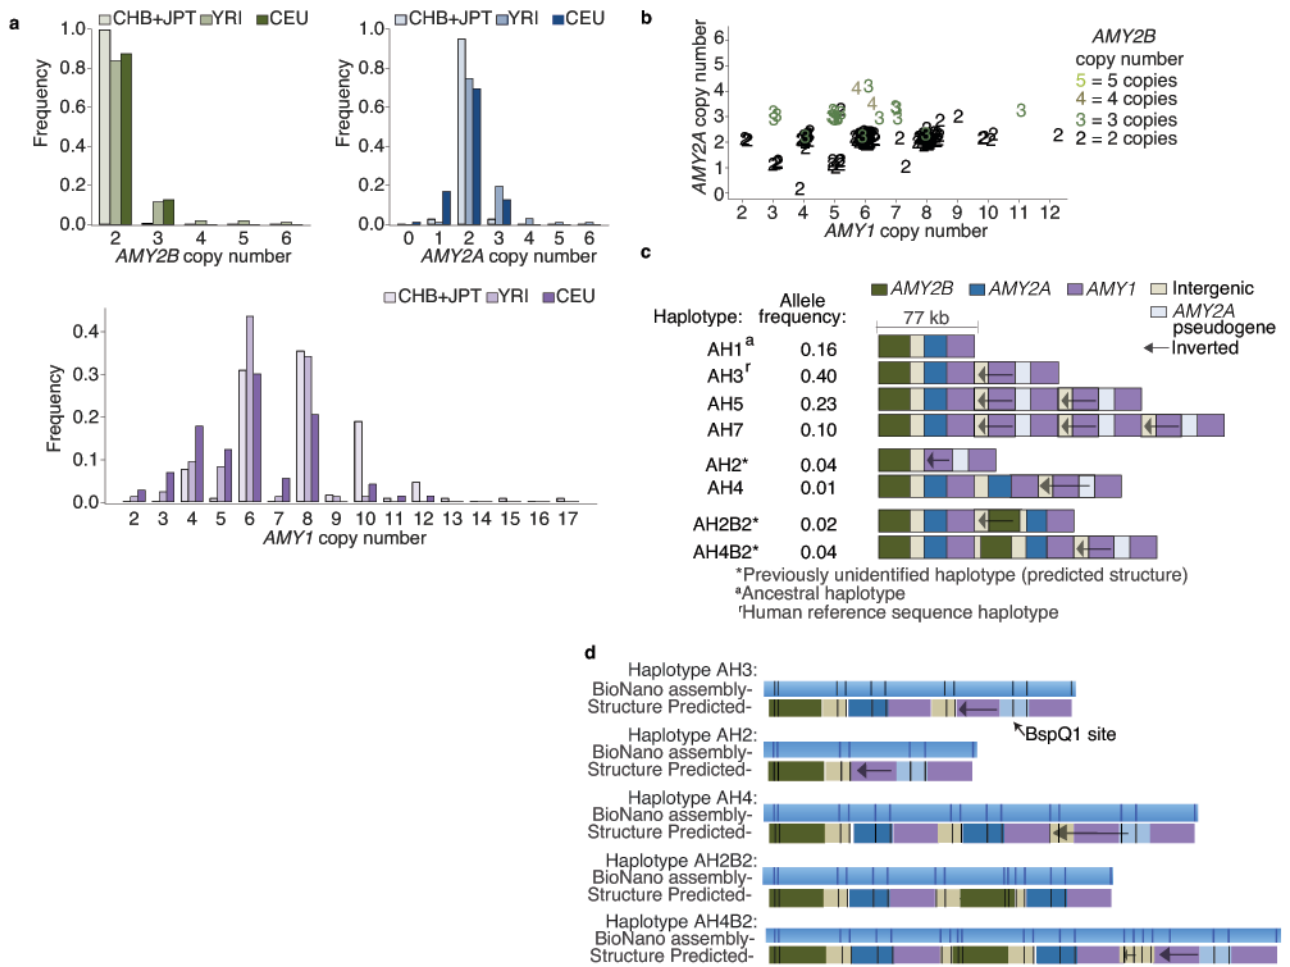 a
CHB+JPT YRI CEU
Frequency
1.0
0.8
0.6
0.4
0.2
0.0
2 3 4 5 6
AMY2B copy number
CHB+JPT YRI CEU
Frequency
1.0
0.8
0.6
0.4
0.2
0.0
0 1 2 3 4 5 6
AMY2A copy number
CHB+JPT YRI CEU
Frequency
0.4
0.3
0.2
0.1
0.0
2 3 4 5 6 7 8 9 10 11 12 13 14 15 16 17
AMY1 copy number
b
AMY2A copy number
6
5
4
3
2
1
0
2 3 4 5 6 7 8 9 10 11 12
AMY1 copy number
AMY2B
copy number
5 = 5 copies
4 = 4 copies
3 = 3 copies
2 = 2 copies
c
AMY2B AMY2A AMY1 Intergenic
AMY2A
pseudogene
Inverted
Haplotype: Allele
frequency:
77 kb
AH1a 0.16
AH3r 0.40
AH5 0.23
AH7 0.10
AH2* 0.04
AH4 0.01
AH2B2* 0.02
AH4B2* 0.04
*Previously unidentified haplotype (predicted structure)
aAncestral haplotype
rHuman reference sequence haplotype
d
Haplotype AH3:
BioNano assembly-
Structure Predicted-
BspQ1 site
Haplotype AH2:
BioNano assembly-
Structure Predicted-
Haplotype AH4:
BioNano assembly-
Structure Predicted-
Haplotype AH2B2:
BioNano assembly-
Structure Predicted-
Haplotype AH4B2:
BioNano assembly-
Structure Predicted-